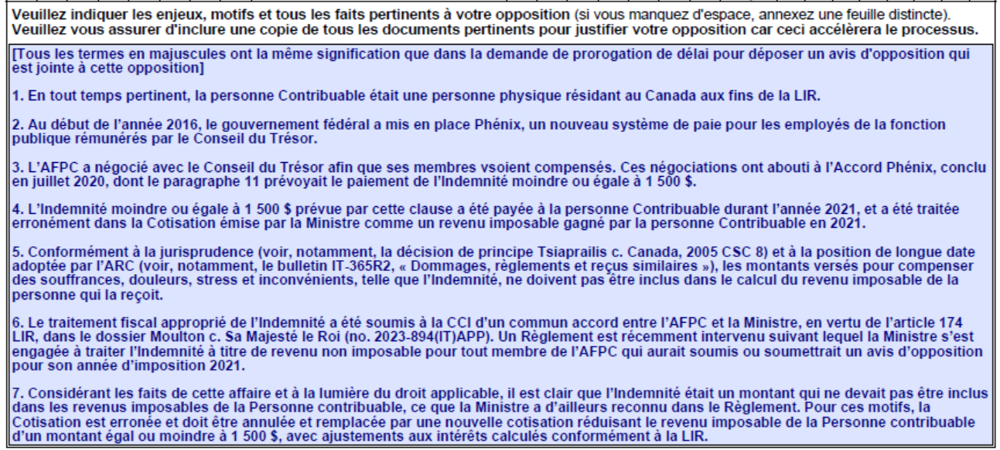 Veuillez indiquer les enjeux, motifs et tous les faits pertinents à votre opposition (si vous manquez d'espace, annexez une feuille distincte).
Veuillez vous assurer d'inclure une copie de tous les documents pertinents pour justifier votre opposition car ceci accélèrera le processus.
[Tous les termes en majuscules ont la même signification que dans la demande de prorogation de délai pour déposer un avis d'opposition qui
est jointe à cette opposition]
1. En tout temps pertinent, la personne Contribuable était une personne physique résidant au Canada aux fins de la LIR.
2. Au début de l'année 2016, le gouvernement fédéral a mis en place Phénix, un nouveau système de paie pour les employés de la fonction
publique rémunérés par le Conseil du Trésor.
3. L'AFPC a négocié avec le Conseil du Trésor afin que ses membres vsoient compensés. Ces négociations ont abouti à l'Accord Phénix, conclu
en juillet 2020, dont le paragraphe 11 prévoyait le paiement de l'Indemnité moindre ou égale à 1 500 $.
4. L'Indemnité moindre ou égale à 1 500 $ prévue par cette clause a été payée à la personne Contribuable durant l'année 2021, et a été traitée
erronément dans la Cotisation émise par la Ministre comme un revenu imposable gagné par la personne Contribuable en 2021.
5. Conformément à la jurisprudence (voir, notamment, la décision de principe Tsiaprailis c. Canada, 2005 CSC 8) et à la position de longue date
adoptée par l'ARC (voir, notamment, le bulletin IT-365R2, « Dommages, règlements et reçus similaires »), les montants versés pour compenser
des souffrances, douleurs, stress et inconvénients, telle que l'Indemnité, ne doivent pas être inclus dans le calcul du revenu imposable de la
personne qui la reçoit.
6. Le traitement fiscal approprié de l'Indemnité a été soumis à la CCI d'un commun accord entre l'AFPC et la Ministre, en vertu de l'article 174
LIR, dans le dossier Moulton c. Sa Majesté le Roi (no. 2023-894(IT)APP). Un Règlement est récemment intervenu suivant lequel la Ministre s'est
engagée à traiter l'Indemnité à titre de revenu non imposable pour tout membre de l'AFPC qui aurait soumis ou soumettrait un avis d'opposition
pour son année d'imposition 2021.
7. Considérant les faits de cette affaire et à la lumière du droit applicable, il est clair que l'Indemnité était un montant qui ne devait pas être inclus
dans les revenus imposables de la Personne contribuable, ce que la Ministre a d'ailleurs reconnu dans le Règlement. Pour ces motifs, la
Cotisation est erronée et doit être annulée et remplacée par une nouvelle cotisation réduisant le revenu imposable de la Personne contribuable
d'un montant égal ou moindre à 1 500 $, avec ajustements aux intérêts calculés conformément à la LIR.